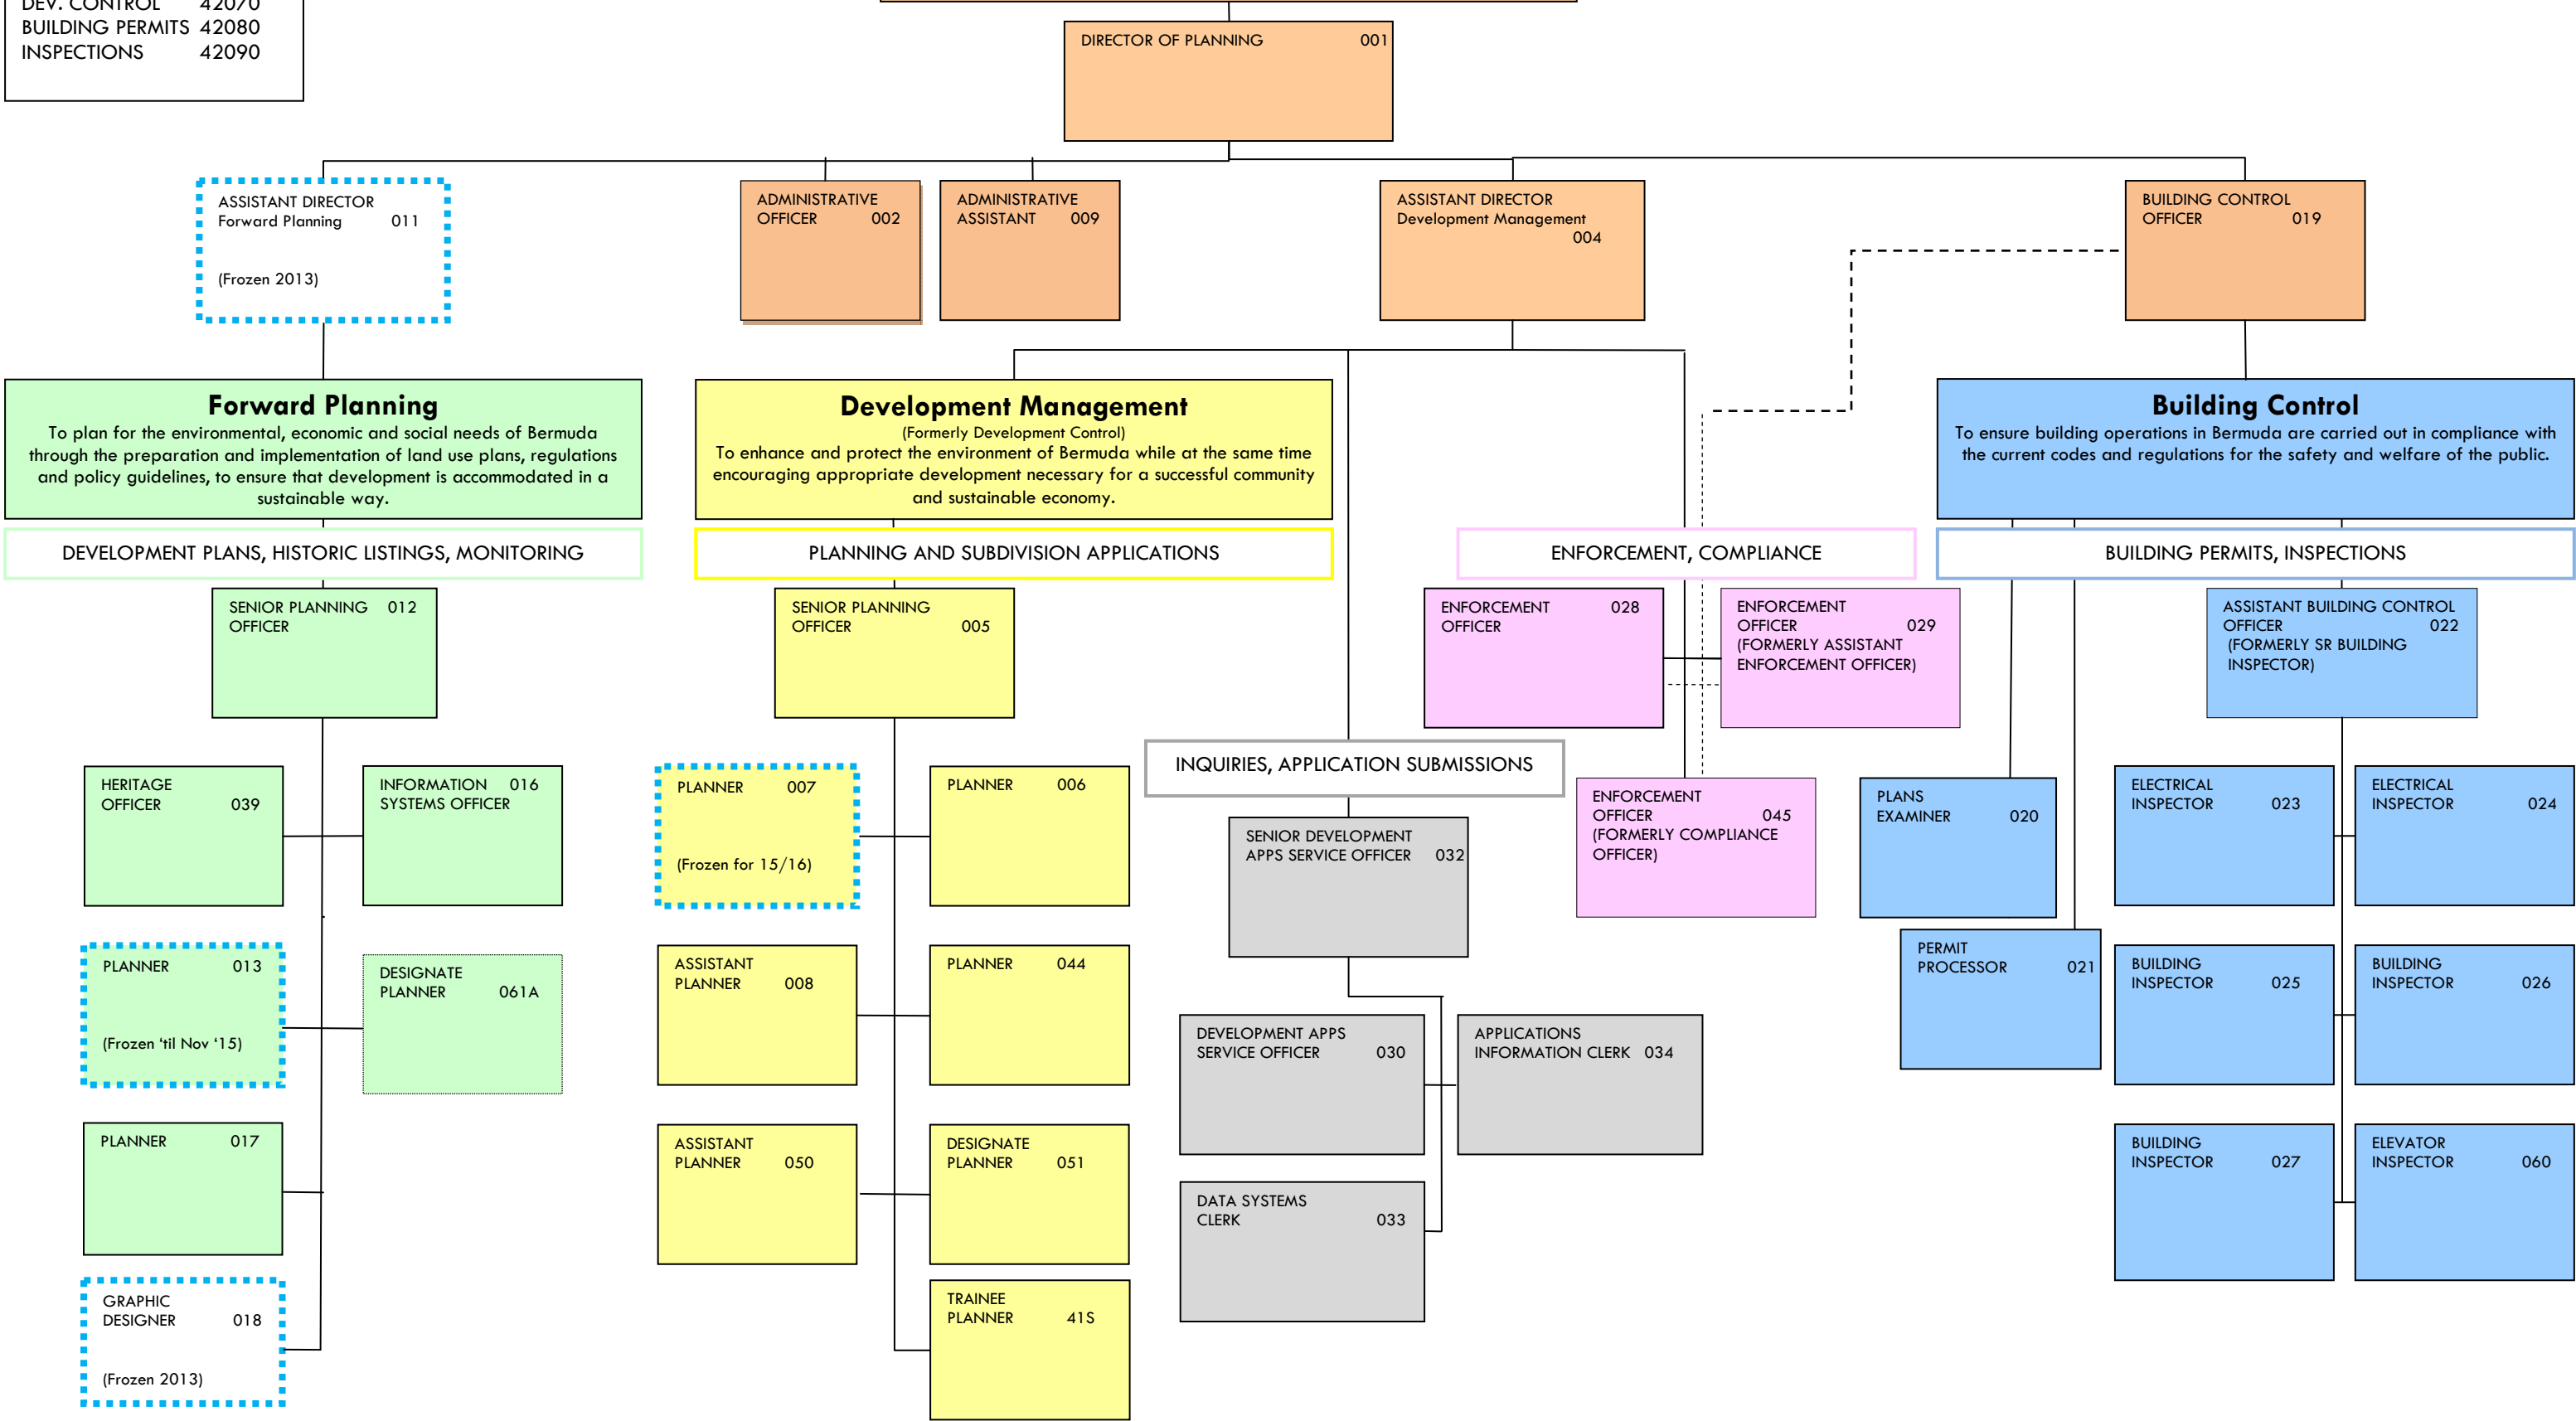 DEV. CONTROL 42070
BUILDING PERMITS 42080
INSPECTIONS 42090
DIRECTOR OF PLANNING 001
ASSISTANT DIRECTOR
Forward Planning 011
(Frozen 2013)
ADMINISTRATIVE
OFFICER 002
ADMINISTRATIVE
ASSISTANT 009
ASSISTANT DIRECTOR
Development Management
004
BUILDING CONTROL
OFFICER 019
Forward Planning
To plan for the environmental, economic and social needs of Bermuda
through the preparation and implementation of land use plans, regulations
and policy guidelines, to ensure that development is accommodated in a
sustainable way.
Development Management
(Formerly Development Control)
To enhance and protect the environment of Bermuda while at the same time
encouraging appropriate development necessary for a successful community
and sustainable economy.
Building Control
To ensure building operations in Bermuda are carried out in compliance with
the current codes and regulations for the safety and welfare of the public.
DEVELOPMENT PLANS, HISTORIC LISTINGS, MONITORING
PLANNING AND SUBDIVISION APPLICATIONS
ENFORCEMENT, COMPLIANCE
BUILDING PERMITS, INSPECTIONS
SENIOR PLANNING 012
OFFICER
SENIOR PLANNING
OFFICER 005
ENFORCEMENT 028
OFFICER
ENFORCEMENT
OFFICER 029
(FORMERLY ASSISTANT
ENFORCEMENT OFFICER)
ASSISTANT BUILDING CONTROL
OFFICER 022
(FORMERLY SR BUILDING
INSPECTOR)
INQUIRIES, APPLICATION SUBMISSIONS
HERITAGE
OFFICER 039
INFORMATION 016
SYSTEMS OFFICER
PLANNER 007
(Frozen for 15/16)
PLANNER 006
SENIOR DEVELOPMENT
APPS SERVICE OFFICER 032
ENFORCEMENT
OFFICER 045
(FORMERLY COMPLIANCE
OFFICER)
PLANS
EXAMINER 020
ELECTRICAL
INSPECTOR 023
ELECTRICAL
INSPECTOR 024
PLANNER 013
(Frozen ‘til Nov ‘15)
DESIGNATE
PLANNER 061A
ASSISTANT
PLANNER 008
PLANNER 044
PERMIT
PROCESSOR 021
BUILDING
INSPECTOR 025
BUILDING
INSPECTOR 026
DEVELOPMENT APPS
SERVICE OFFICER 030
APPLICATIONS
INFORMATION CLERK 034
PLANNER 017
ASSISTANT
PLANNER 050
DESIGNATE
PLANNER 051
BUILDING
INSPECTOR 027
ELEVATOR
INSPECTOR 060
DATA SYSTEMS
CLERK 033
GRAPHIC
DESIGNER 018
(Frozen 2013)
TRAINEE
PLANNER 41S